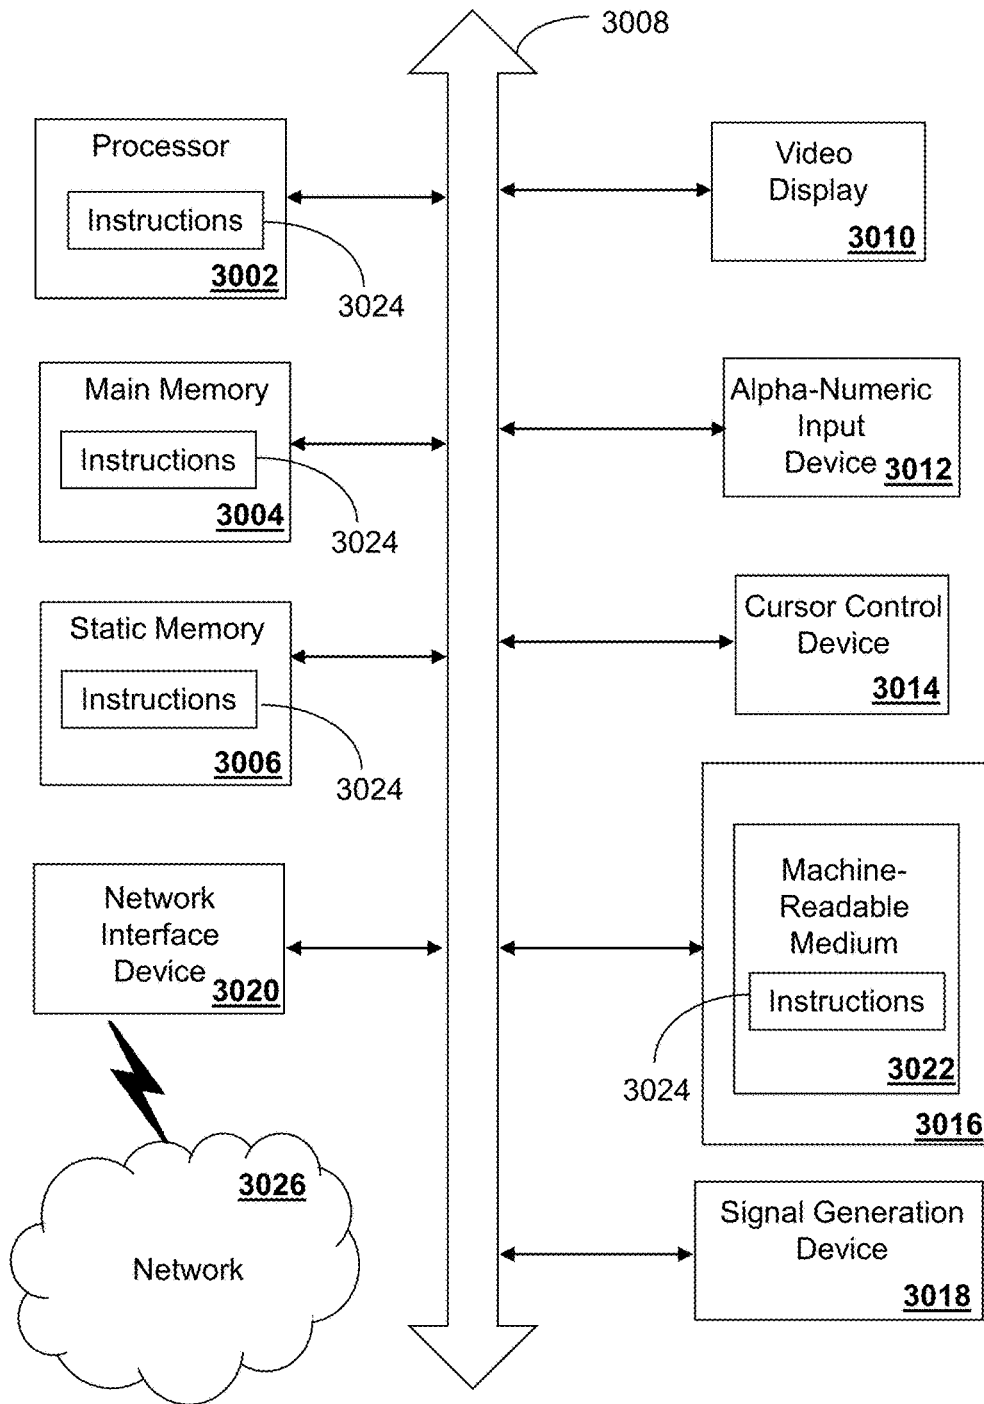 3008
Processor
Instructions
3002
3024
Main Memory
Instructions
3004
3024
Static Memory
Instructions
3006
3024
Network
Interface
Device
3020
3026
Network
Video
Display
3010
Alpha-Numeric
Input
Device
3012
Cursor Control
Device
3014
Machine-
Readable
Medium
Instructions
3022
3024
3016
Signal Generation
Device
3018